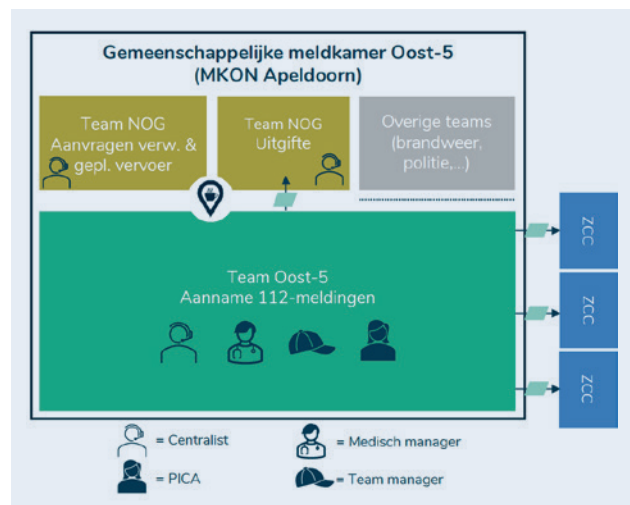 Gemeenschappelijke meldkamer Oost-5
(MKON Apeldoorn)
Team NOG
Aanvragen verw. &
gepl. vervoer
Team NOG
Uitgifte
Overige teams
(brandweer,
politie,...)
ZCC
ZCC
ZCC
Team Oost-5
Aanname 112-meldingen
= Centralist
= Medisch manager
= PICA
= Team manager